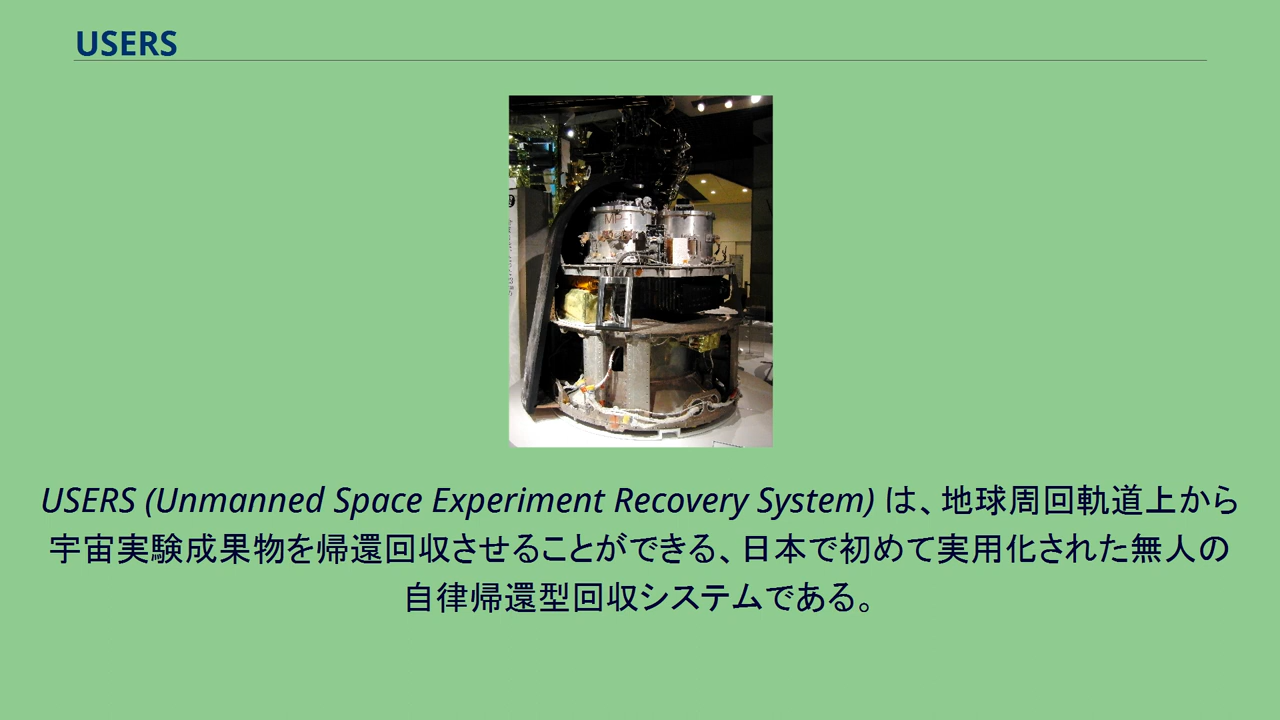 USERS
MP-1
USERS (Unmanned Space Experiment Recovery System) は、地球周回軌道上から
宇宙実験成果物を帰還回収させることができる、日本で初めて実用化された無人の
自律帰還型回収システムである。